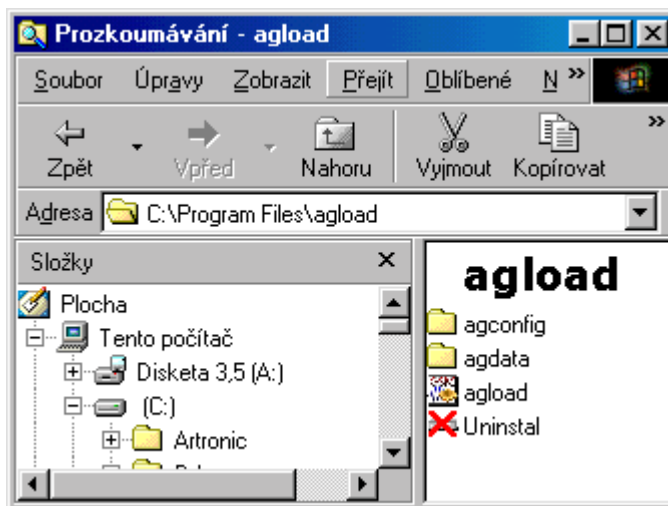 Prozkoumávání - agload
Soubor Úpravy Zobrazit Přejít Oblíbené N »
Zpět Vpřed Nahoru Vyjmout Kopírovat »
Adresa C:\Program Files\agload
Složky
Plocha
Tento počítač
Disketa 3,5 (A:)
(C:)
Artronic
agload
agconfig
agdata
agload
Uninstal